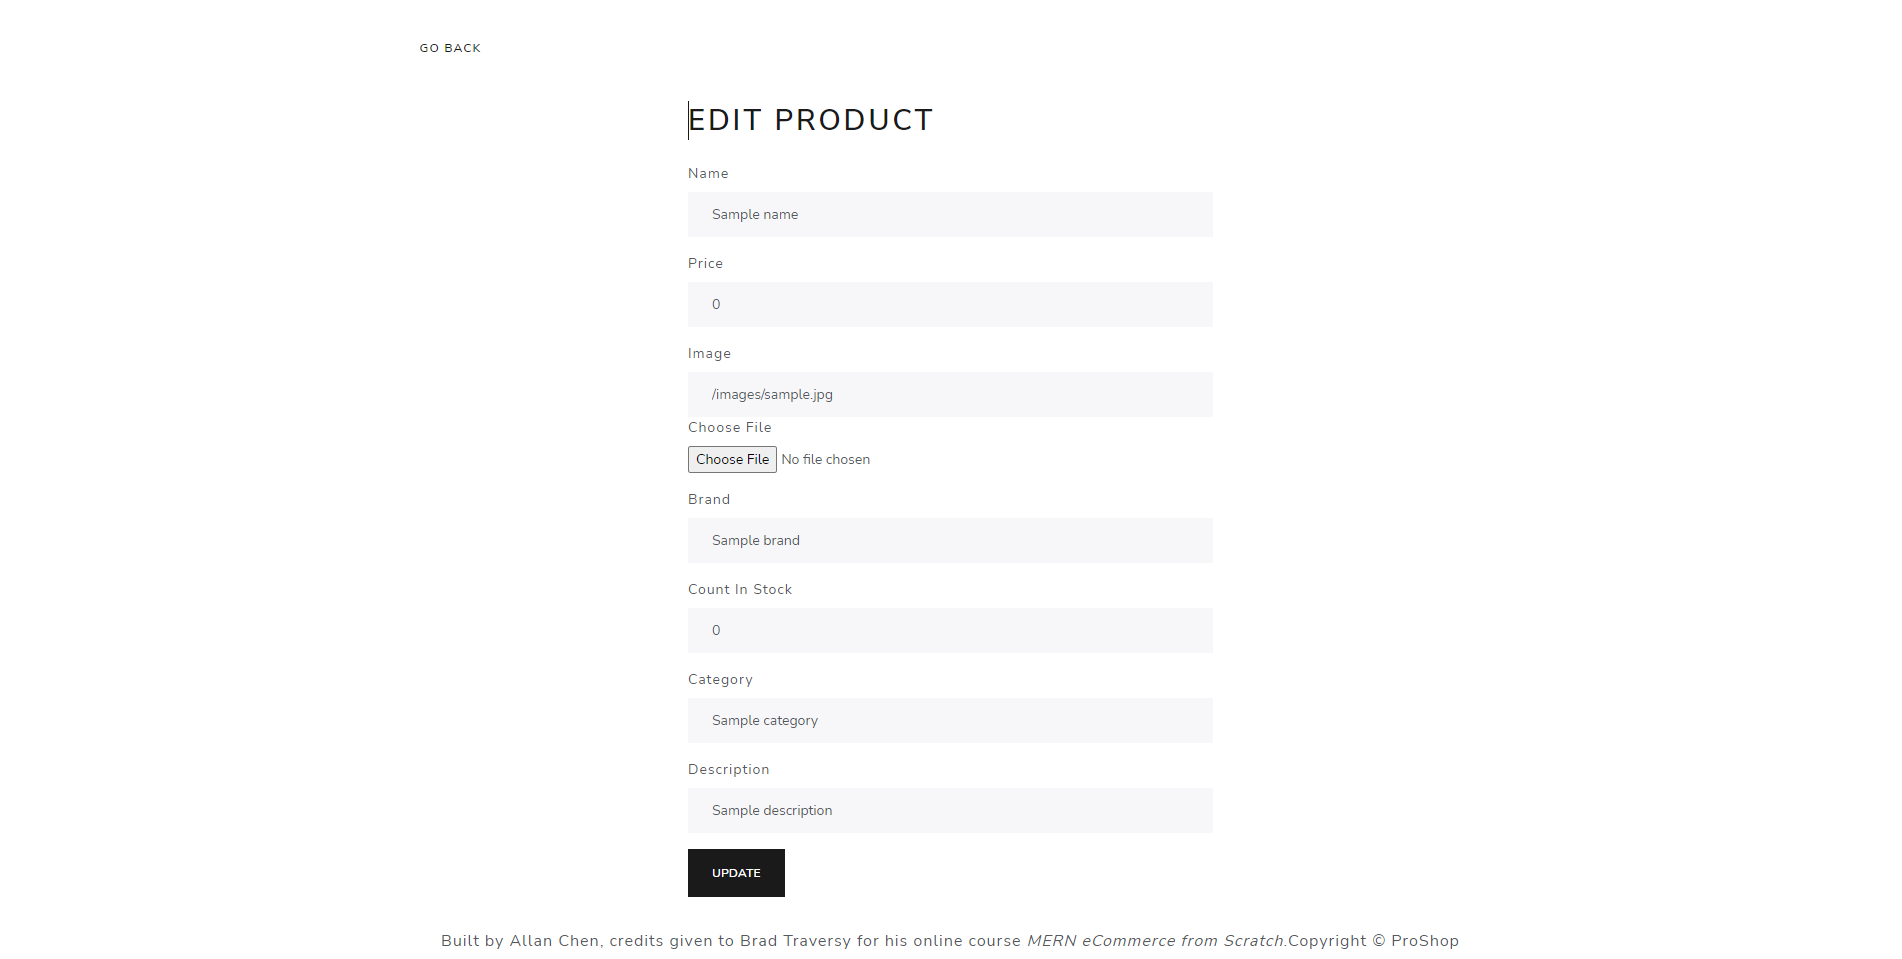 GO BACK
EDIT PRODUCT
Name
Sample name
Price
0
Image
/images/sample.jpg
Choose File
Choose File No file chosen
Brand
Sample brand
Count In Stock
0
Category
Sample category
Description
Sample description
UPDATE
Built by Allan Chen, credits given to Brad Traversy for his online course MERN eCommerce from Scratch.Copyright © ProShop